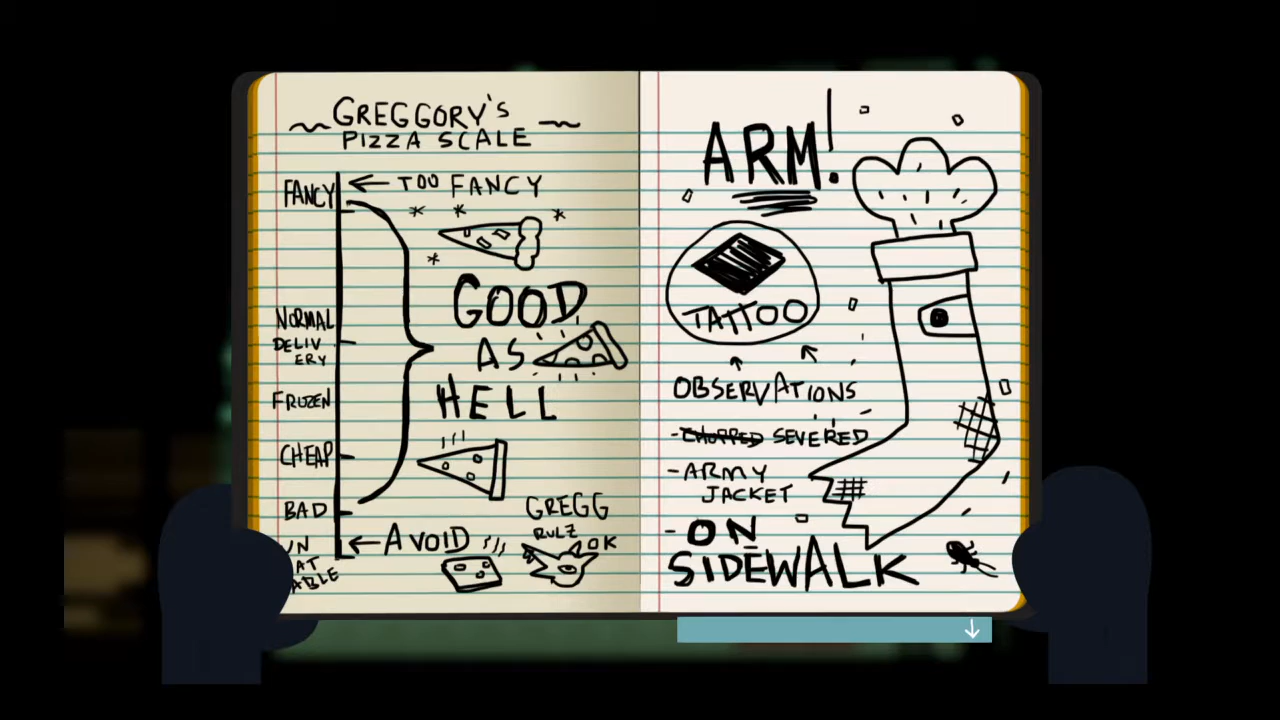 GREGGORY'S
PIZZA SCALE
FANCY
← TOO FANCY
GOOD
AS
HELL
NORMAL
DELIV
ERY
FROZEN
CHEAP
BAD
← AVOID
GREGG
RULZ
OK
ARM!
TATTOO
OBSERVATIONS
- CHOPPED SEVERED
- ARMY
JACKET
- ON
SIDEWALK